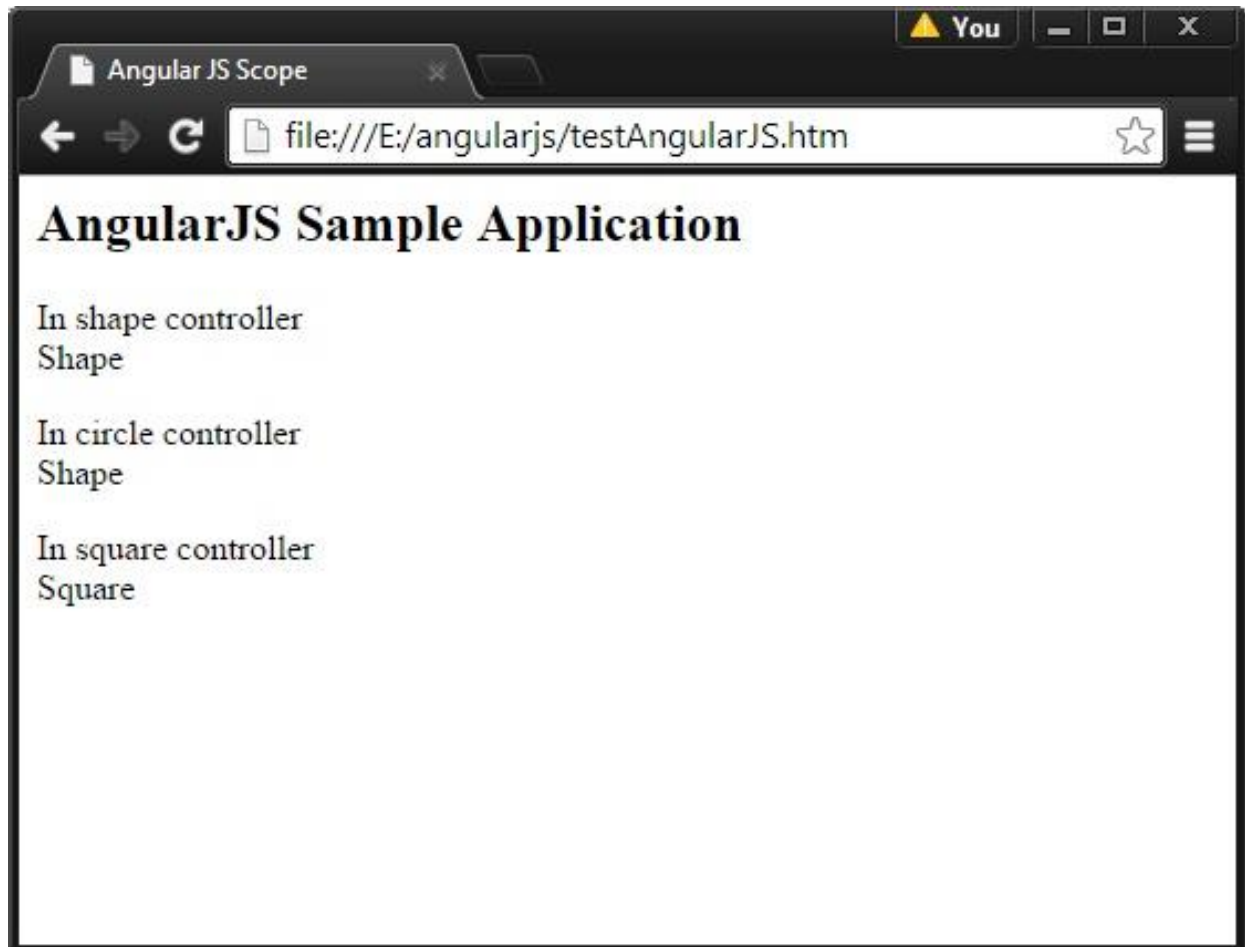 You
Angular JS Scope
file:///E:/angularjs/testAngularJS.htm
AngularJS Sample Application
In shape controller
Shape
In circle controller
Shape
In square controller
Square